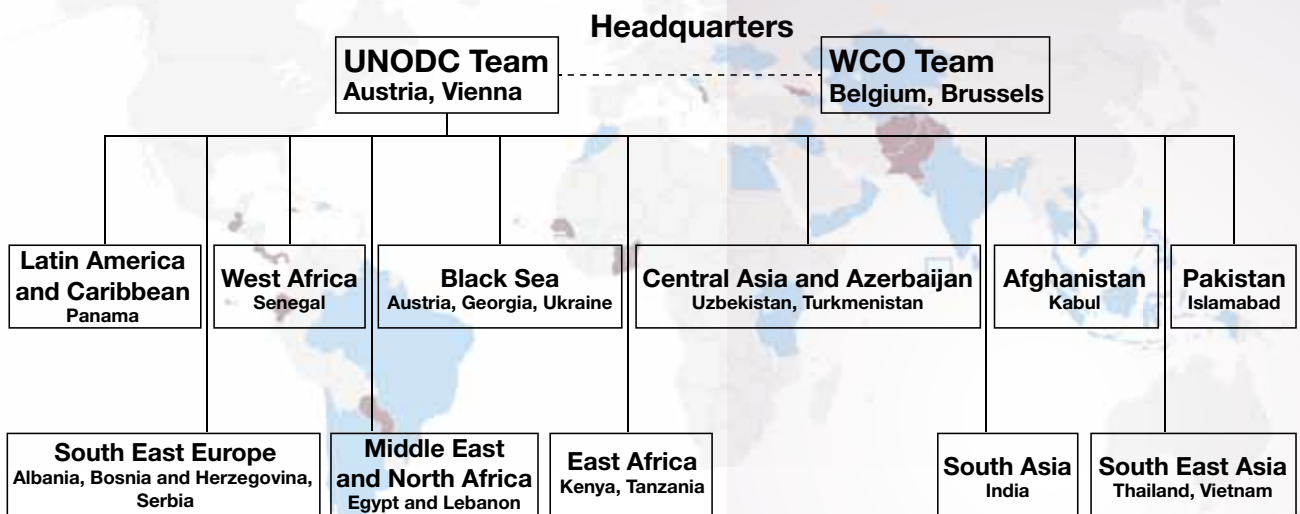 Headquarters
UNODC Team
Austria, Vienna
WCO Team
Belgium, Brussels
Latin America
and Caribbean
Panama
West Africa
Senegal
Black Sea
Austria, Georgia, Ukraine
Central Asia and Azerbaijan
Uzbekistan, Turkmenistan
Afghanistan
Kabul
Pakistan
Islamabad
South East Europe
Albania, Bosnia and Herzegovina,
Serbia
Middle East
and North Africa
Egypt and Lebanon
East Africa
Kenya, Tanzania
South Asia
India
South East Asia
Thailand, Vietnam